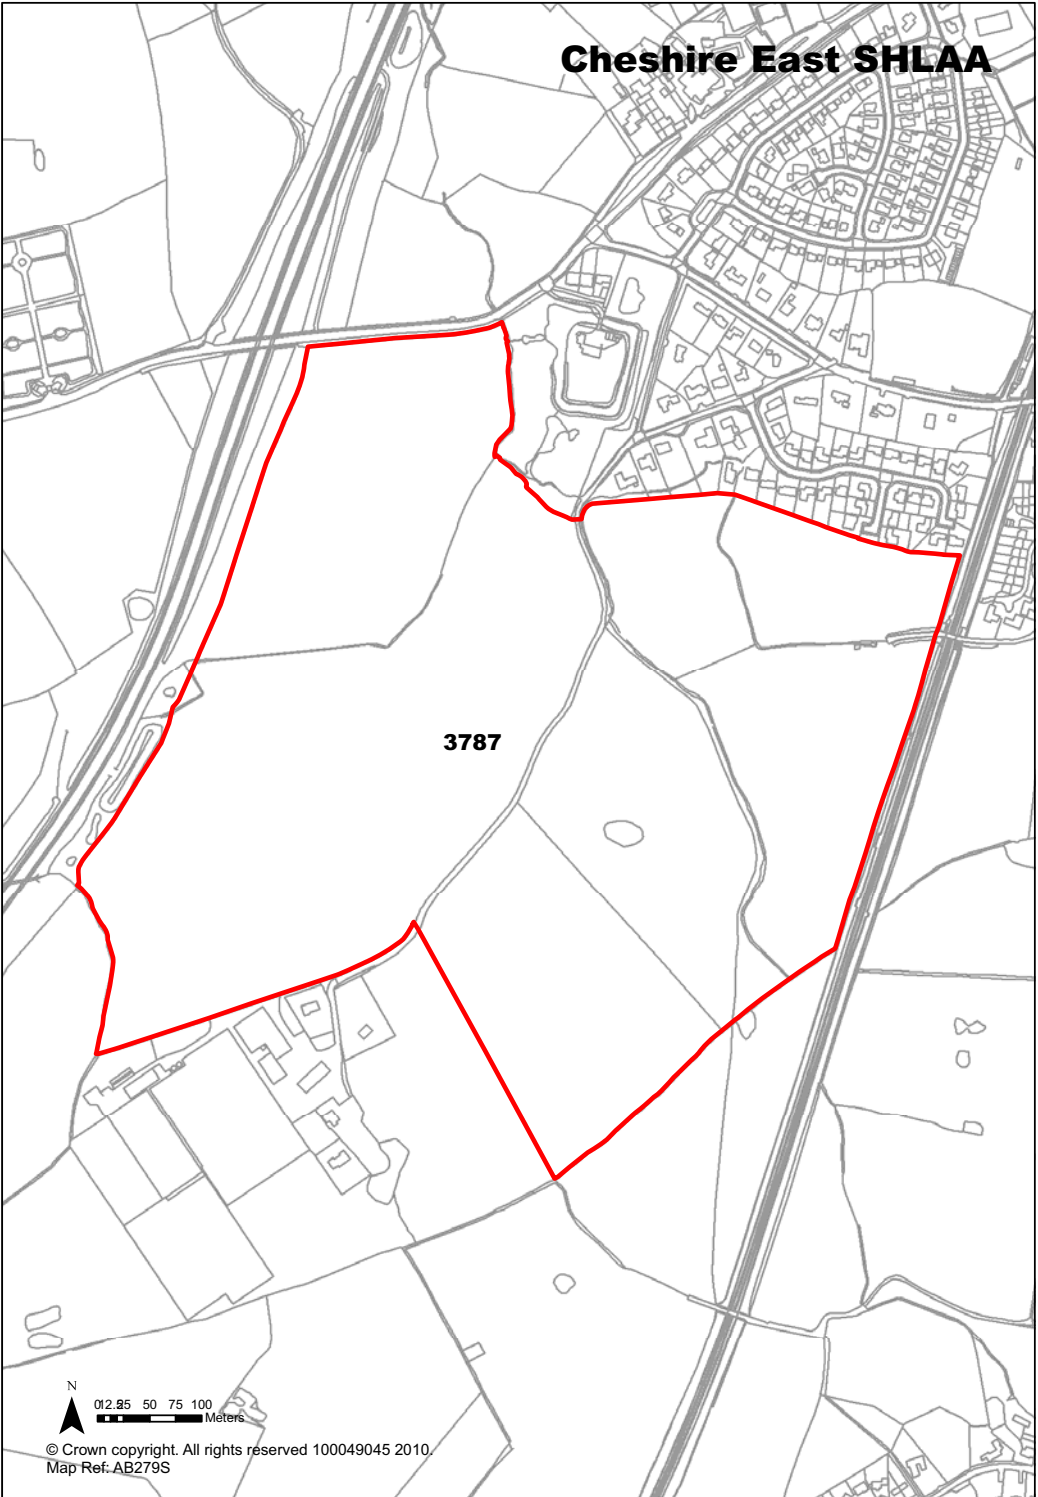 Cheshire East SHLAA
3787
N
0 12.5 25 50 75 100
Meters
© Crown copyright. All rights reserved 100049045 2010.
Map Ref: AB279S